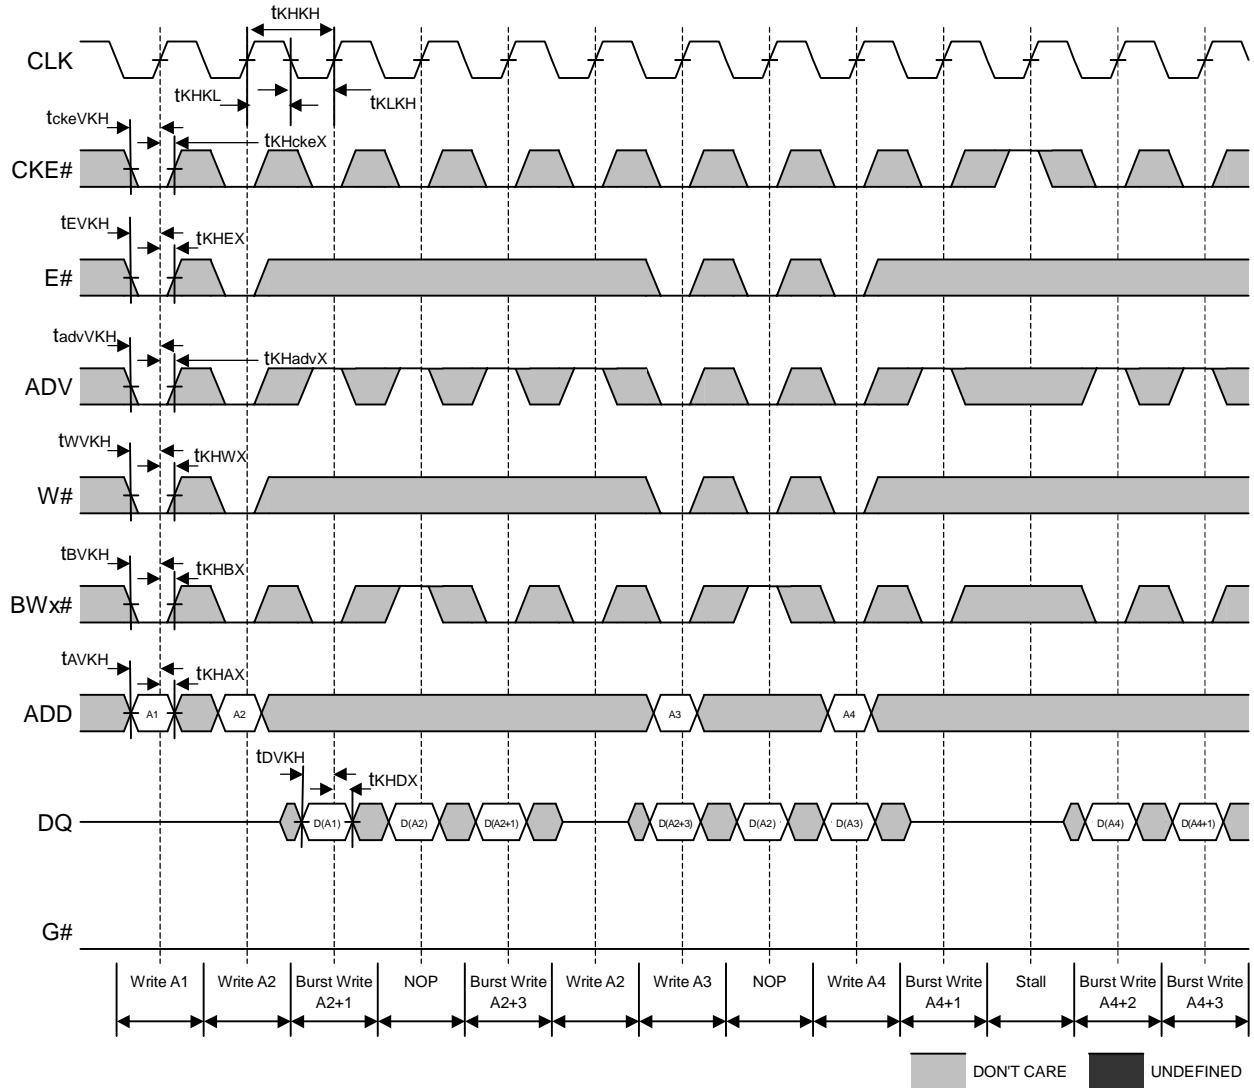 tKHKH
CLK
tKHKL
tKLKH
tckeVKH
tKHckeX
CKE#
tEVKH
tKHEX
E#
tadvVKH
tKHadvX
ADV
tWVKH
tKHWX
W#
tBVKH
tKHBX
BWx#
tAVKH
tKHAX
ADD
A1
A2
A3
A4
tDVKH
tKHDX
DQ
D(A1)
D(A2)
D(A2+1)
D(A2+3)
D(A2)
D(A3)
D(A4)
D(A4+1)
G#
Write A1
Write A2
Burst Write
A2+1
NOP
Burst Write
A2+3
Write A2
Write A3
NOP
Write A4
Burst Write
A4+1
Stall
Burst Write
A4+2
Burst Write
A4+3
DON'T CARE
UNDEFINED